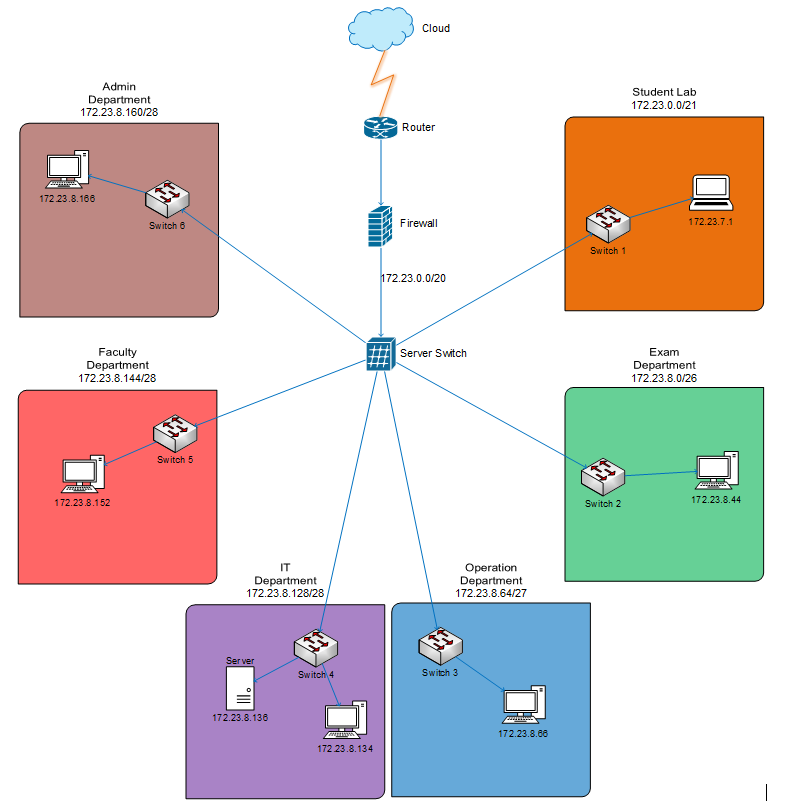 Cloud
Admin
Department
172.23.8.160/28
Student Lab
172.23.0.0/21
Router
172.23.8.166
Switch 6
Firewall
172.23.7.1
Switch 1
172.23.0.0/20
Server Switch
Faculty
Department
172.23.8.144/28
Exam
Department
172.23.8.0/26
Switch 5
172.23.8.152
172.23.8.44
Switch 2
IT
Department
172.23.8.128/28
Operation
Department
172.23.8.64/27
Server
Switch 4
Switch 3
172.23.8.136
172.23.8.134
172.23.8.66